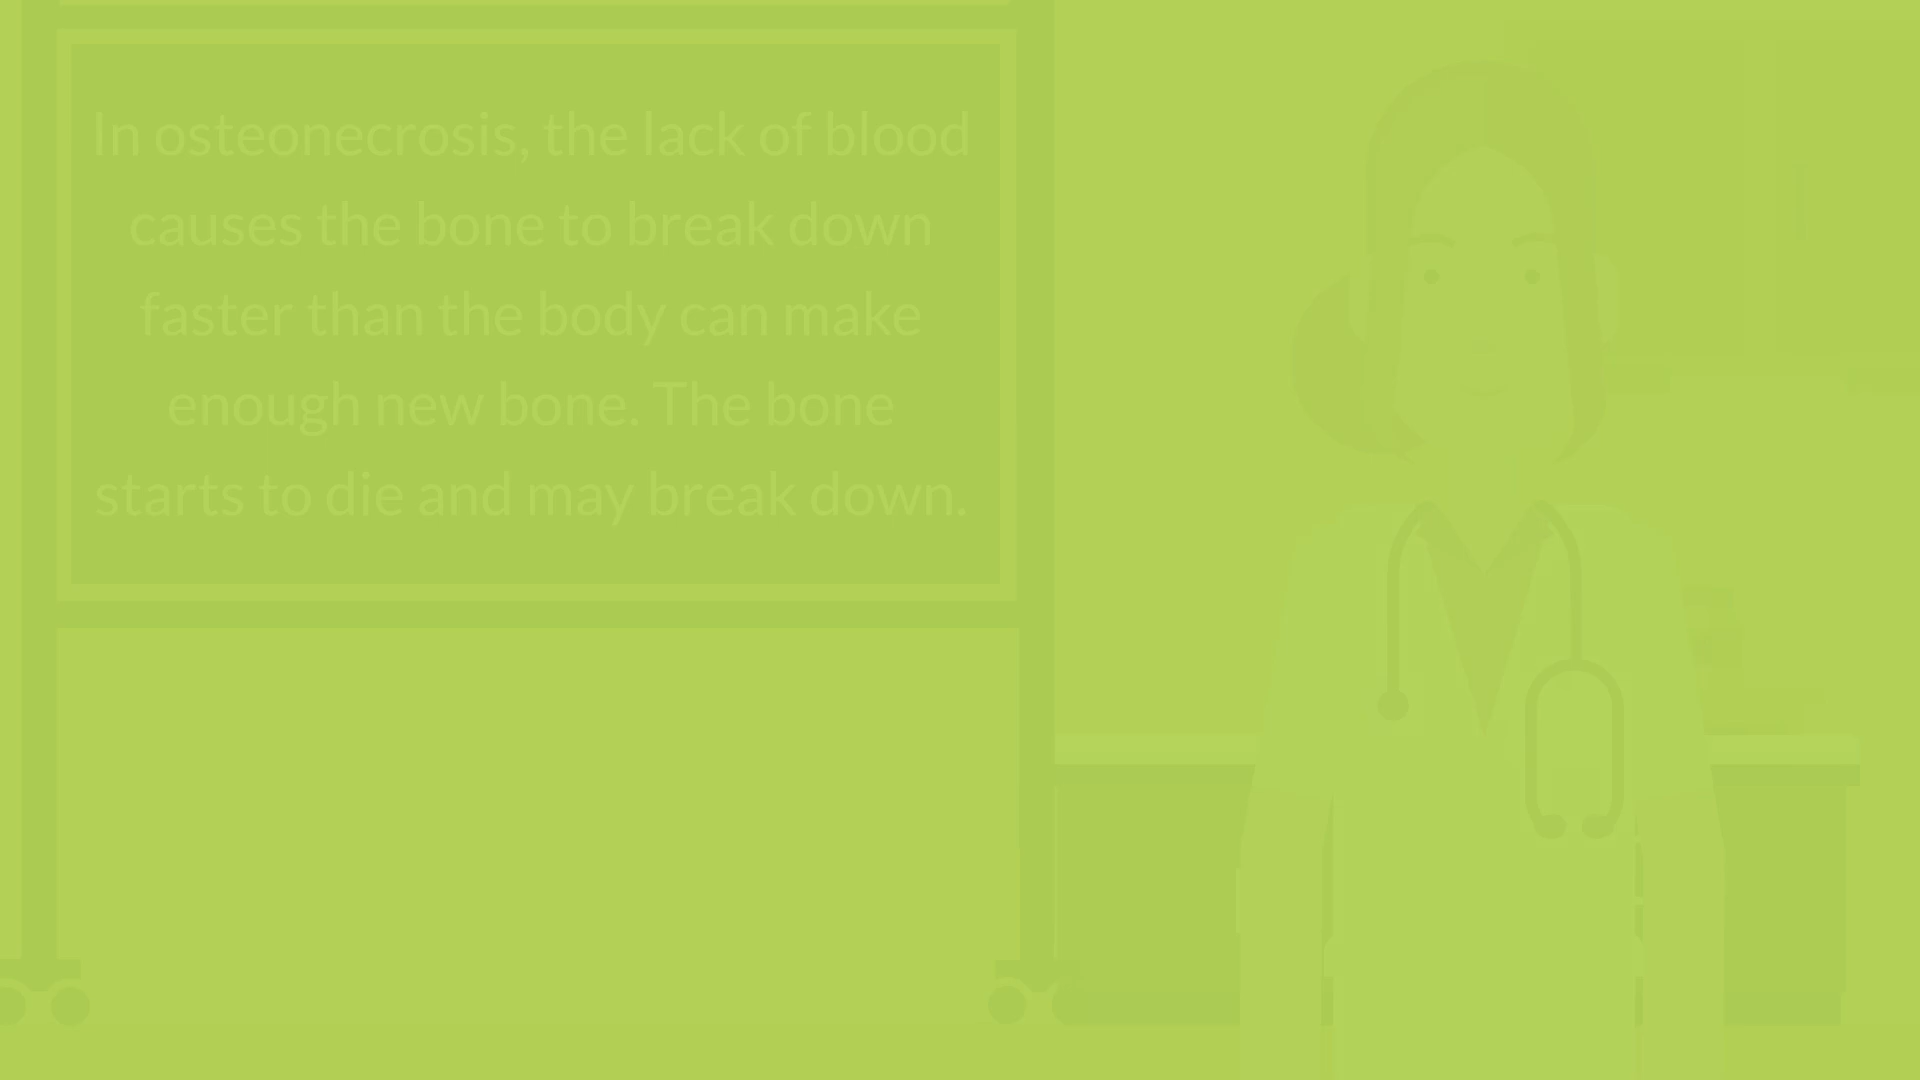 In osteonecrosis, the lack of blood
causes the bone to break down
faster than the body can make
enough new bone. The bone
starts to die and may break down.